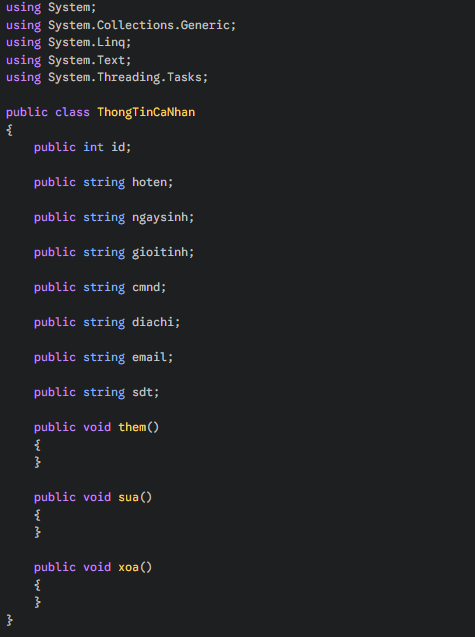 using System;
using System.Collections.Generic;
using System.Linq;
using System.Text;
using System.Threading.Tasks;
public class ThongTinCaNhan
{
public int id;
public string hoten;
public string ngaysinh;
public string gioitinh;
public string cmnd;
public string diachi;
public string email;
public string sdt;
public void them()
{
}
public void sua()
{
}
public void xoa()
{
}
}